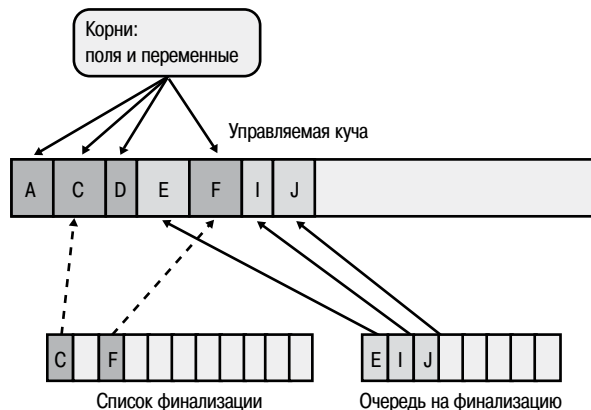 Корни:
поля и переменные
Управляемая куча
A C D E F I J
C F E I J
Список финализации Очередь на финализацию